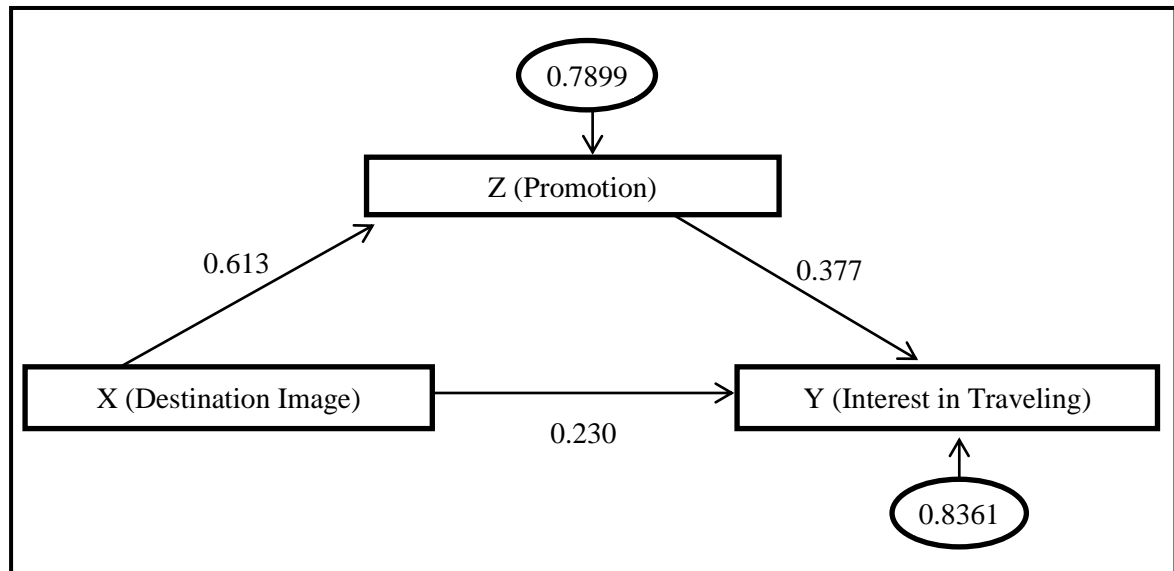 0.7899
Z (Promotion)
0.613
0.377
X (Destination Image)
Y (Interest in Traveling)
0.230
0.8361